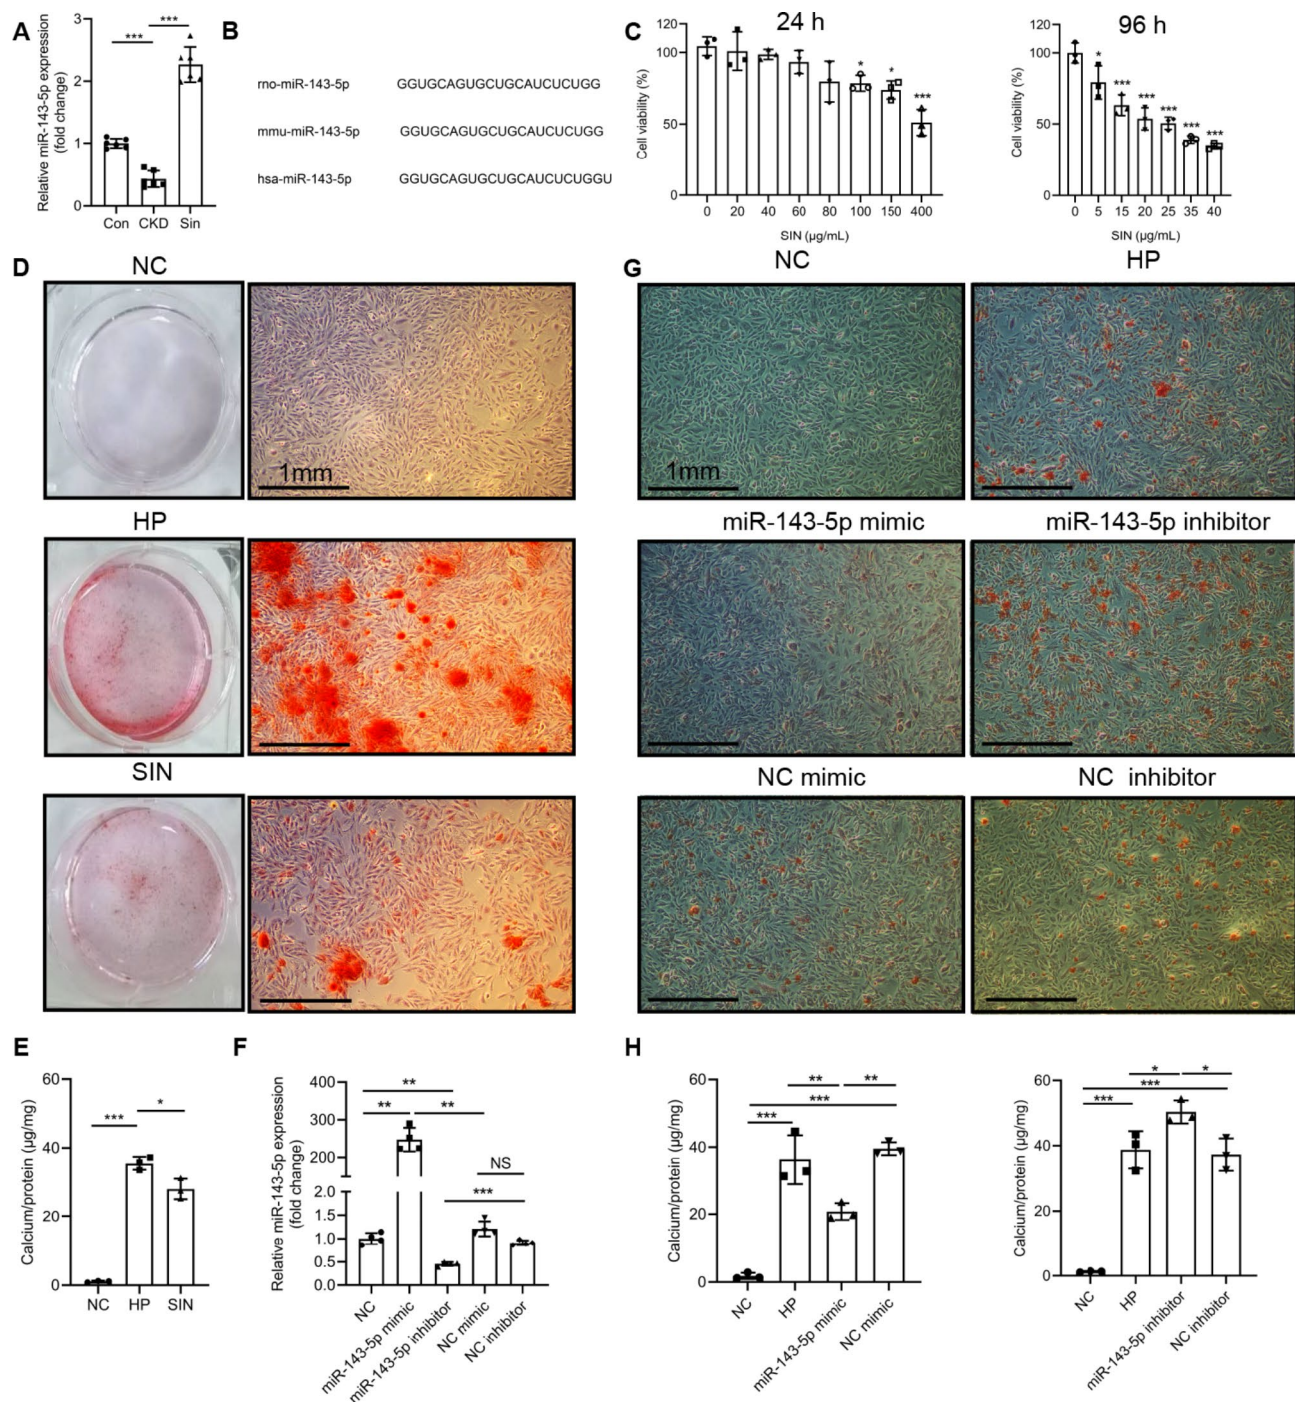 A
Relative miR-143-5p expression
(fold change)
3
2
1
0
***
***
Con CKD Sin
B
rno-miR-143-5p GGUGCAGUGCUGCAUCUCUGG
mmu-miR-143-5p GGUGCAGUGCUGCAUCUCUGG
hsa-miR-143-5p GGUGCAGUGCUGCAUCUCUGGU
C
24 h
Cell viability (%)
120
100
50
0
* * ***
0 20 40 60 80 100 150 400
SIN (μg/mL)
96 h
Cell viability (%)
120
100
50
0
* *** *** *** *** ***
0 5 15 20 25 35 40
SIN (μg/mL)
D
NC
1mm
HP
SIN
G
NC HP
1mm
miR-143-5p mimic miR-143-5p inhibitor
NC mimic NC inhibitor
E
Calcium/protein (μg/mg)
60
40
20
0
*** *
NC HP SIN
F
Relative miR-143-5p expression
(fold change)
400
300
200
2.0
1.5
1.0
0.5
0.0
**
** **
NS
***
NC
miR-143-5p mimic
miR-143-5p inhibitor
NC mimic
NC inhibitor
H
Calcium/protein (μg/mg)
60
40
20
0
** **
***
***
NC
HP
miR-143-5p mimic
NC mimic
Calcium/protein (μg/mg)
60
40
20
0
* *
***
***
NC
HP
miR-143-5p inhibitor
NC inhibitor